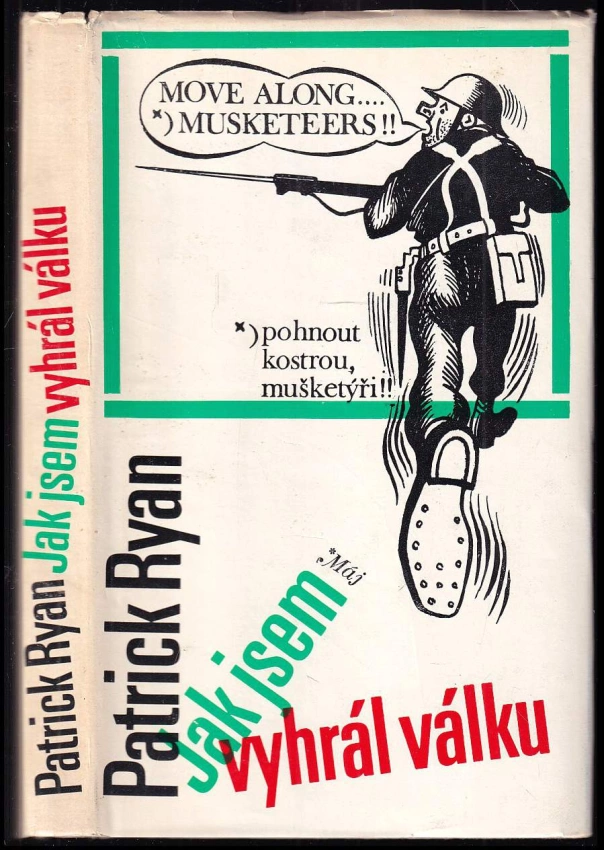 MOVE ALONG....
*) MUSKETEERS!!
*) pohnout
kostrou,
mušketýři!!
*Máj
Patrick Ryan
Jak jsem
vyhrál válku
Patrick Ryan Jak jsem vyhrál válku